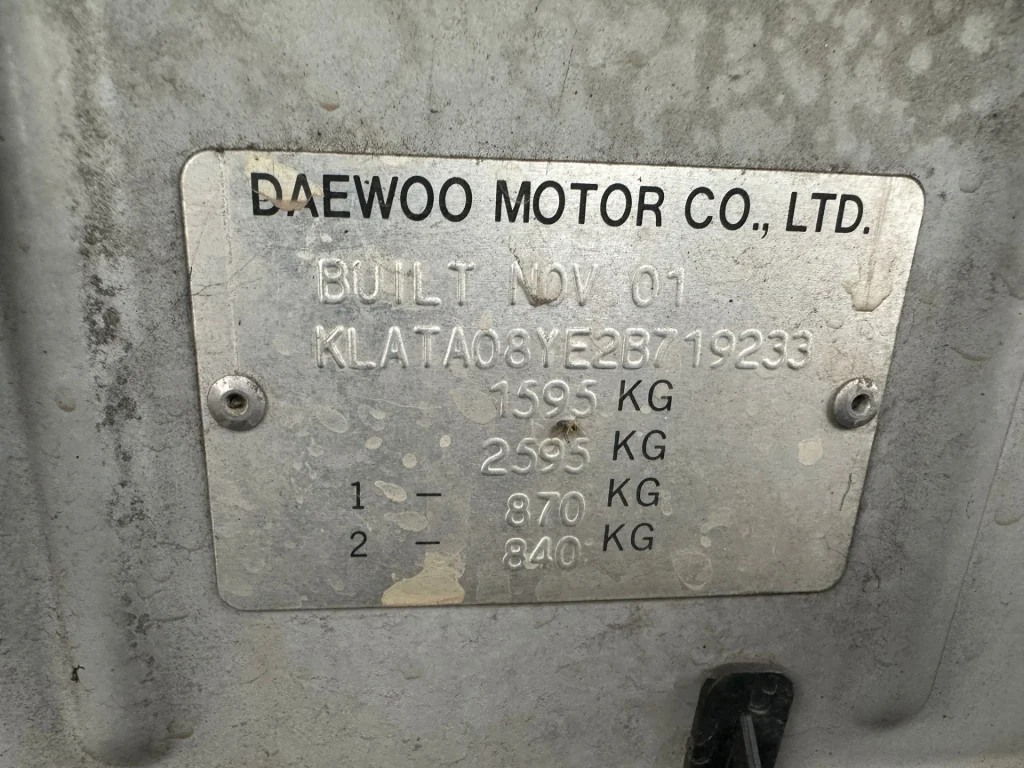 DAEWOO MOTOR CO., LTD.
BUILT NOV 01
KLATA08YE2B719233
1595 KG
2595 KG
1 - 870 KG
2 - 840 KG